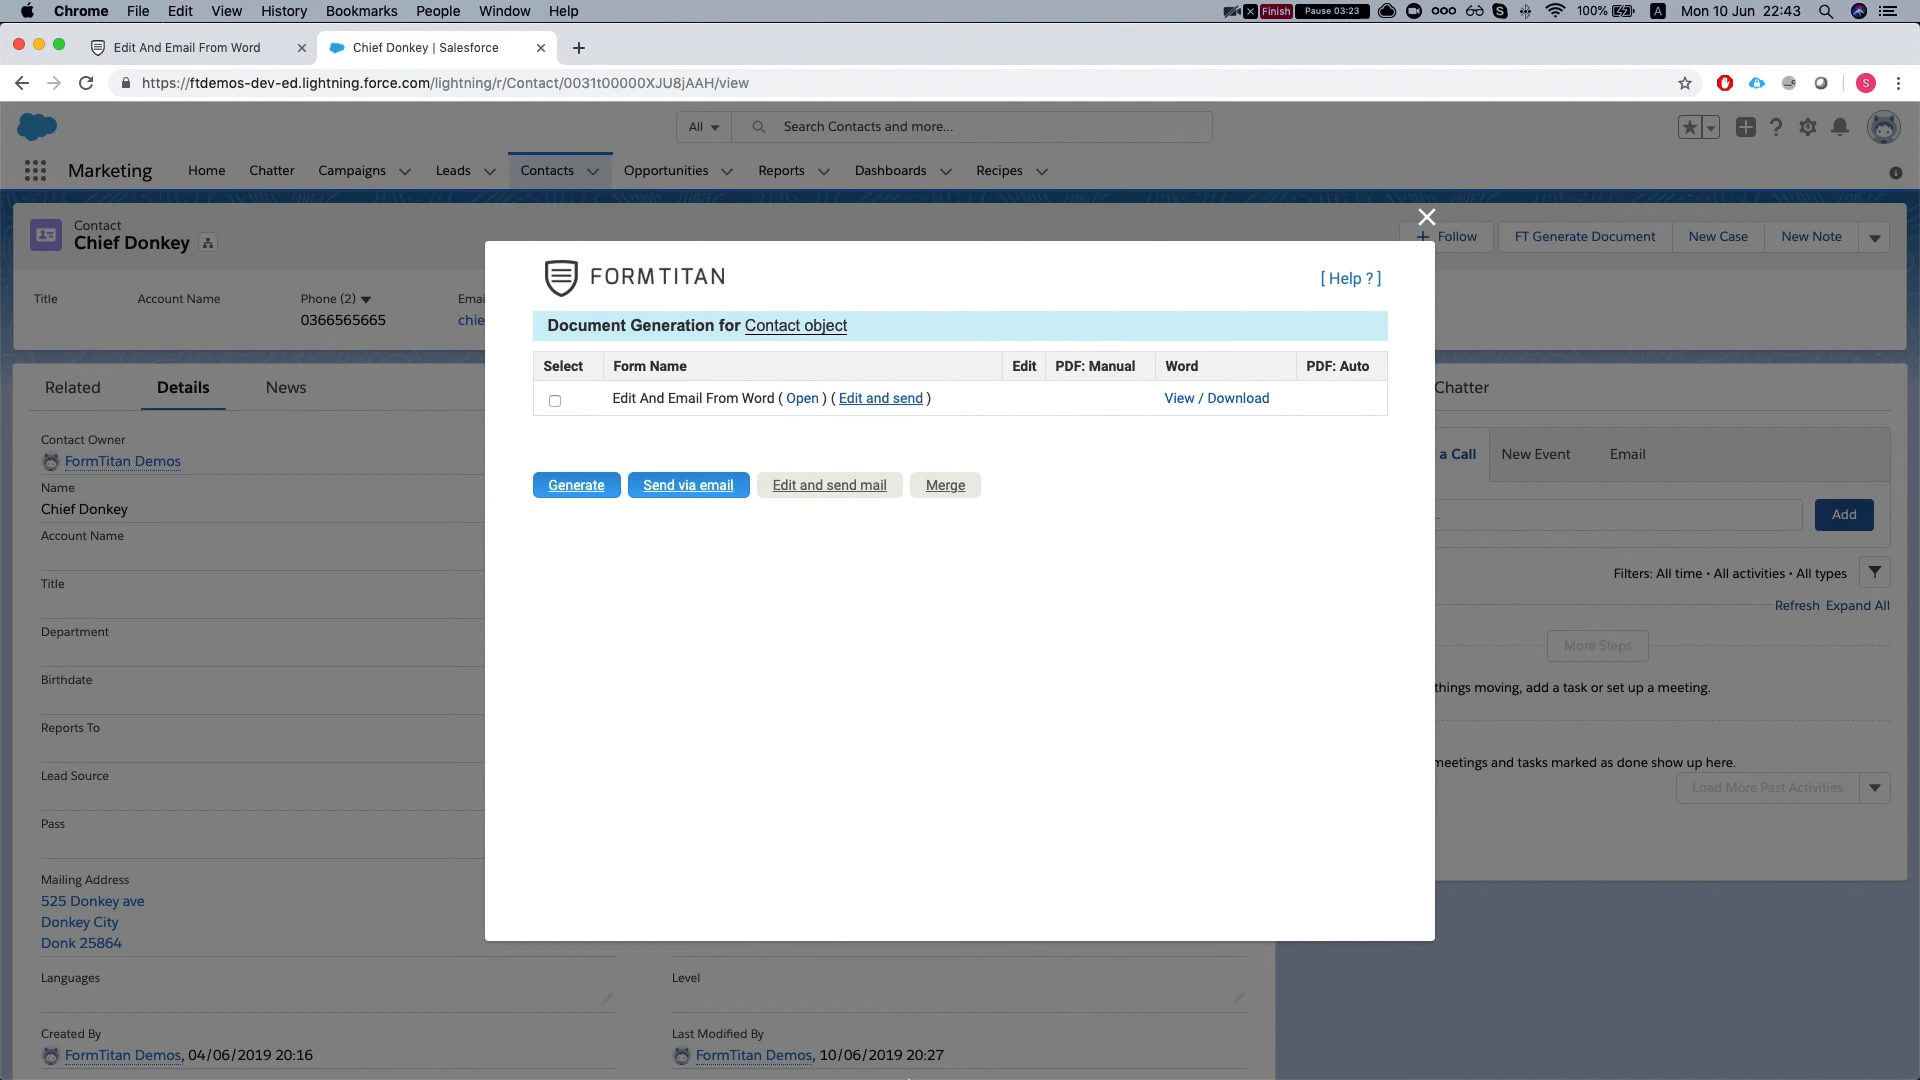 Chrome File Edit View History Bookmarks People Window Help
Finish Pause 03:23 100% A Mon 10 Jun 22:43
Edit And Email From Word
Chief Donkey | Salesforce
https://ftdemos-dev-ed.lightning.force.com/lightning/r/Contact/0031t00000XJU8jAAH/view
S
All
Search Contacts and more...
Marketing Home Chatter Campaigns Leads Contacts Opportunities Reports Dashboards Recipes
Contact
Chief Donkey
Follow FT Generate Document New Case New Note
Title Account Name Phone (2) Emai
0366565665 chie
FORMTITAN
[ Help ? ]
Document Generation for Contact object
Select Form Name Edit PDF: Manual Word PDF: Auto
Edit And Email From Word ( Open ) ( Edit and send ) View / Download
Generate Send via email Edit and send mail Merge
Related Details News
Contact Owner
FormTitan Demos
Name
Chief Donkey
Account Name
Title
Department
Birthdate
Reports To
Lead Source
Pass
Mailing Address
525 Donkey ave
Donkey City
Donk 25864
Languages
Level
Created By
FormTitan Demos, 04/06/2019 20:16
Last Modified By
FormTitan Demos, 10/06/2019 20:27
Chatter
a Call New Event Email
..
Add
Filters: All time • All activities • All types
Refresh Expand All
More Steps
things moving, add a task or set up a meeting.
meetings and tasks marked as done show up here.
Load More Past Activities